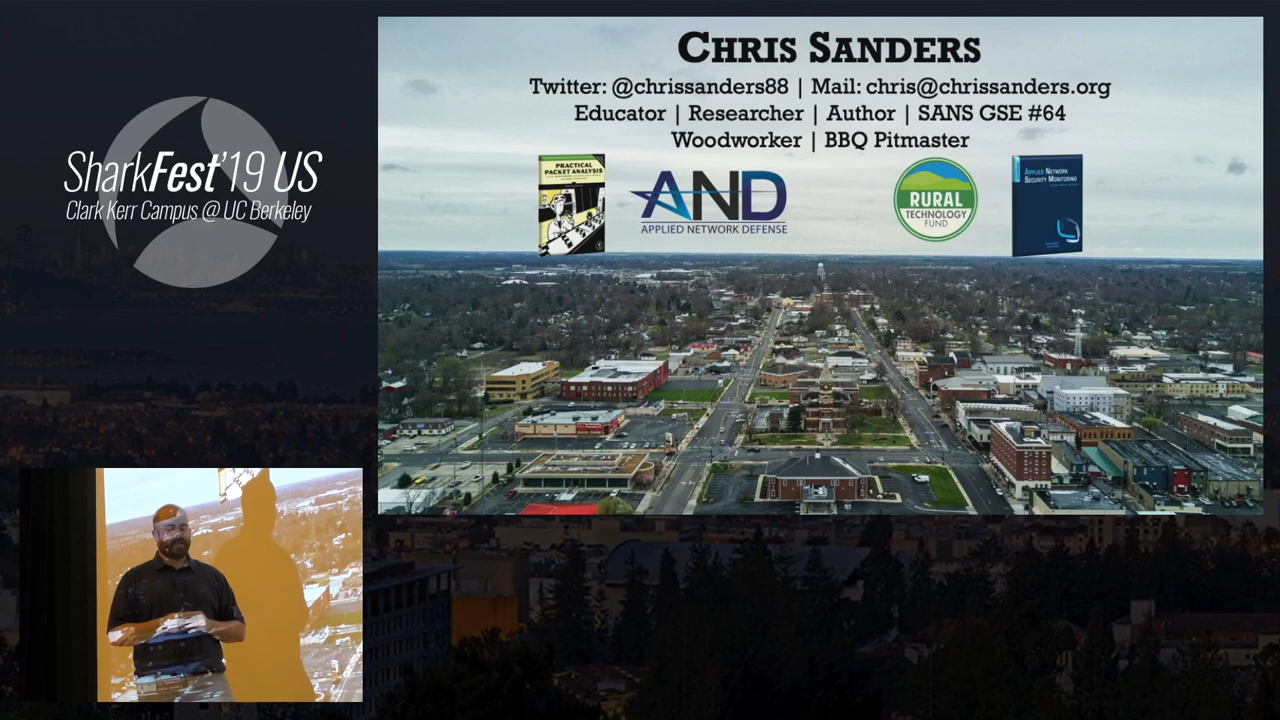 SharkFest'19 US
Clark Kerr Campus @ UC Berkeley
CHRIS SANDERS
Twitter: @chrissanders88 | Mail: chris@chrissanders.org
Educator | Researcher | Author | SANS GSE #64
Woodworker | BBQ Pitmaster
PRACTICAL
PACKET ANALYSIS
AND
APPLIED NETWORK DEFENSE
RURAL
TECHNOLOGY
FUND
APPLIED NETWORK
SECURITY MONITORING